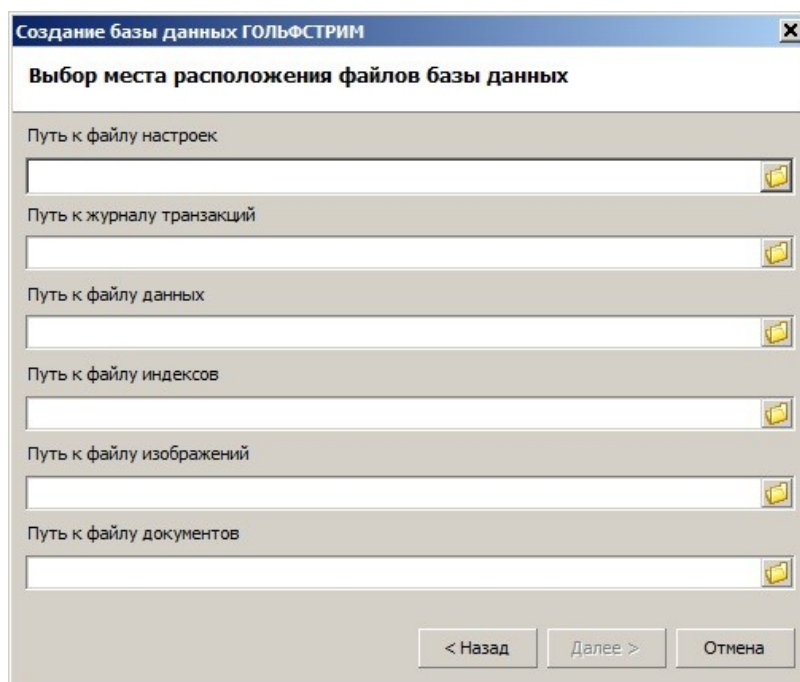 Создание базы данных ГОЛЬФСТРИМ
Выбор места расположения файлов базы данных
Путь к файлу настроек
Путь к журналу транзакций
Путь к файлу данных
Путь к файлу индексов
Путь к файлу изображений
Путь к файлу документов
< Назад Далее > Отмена